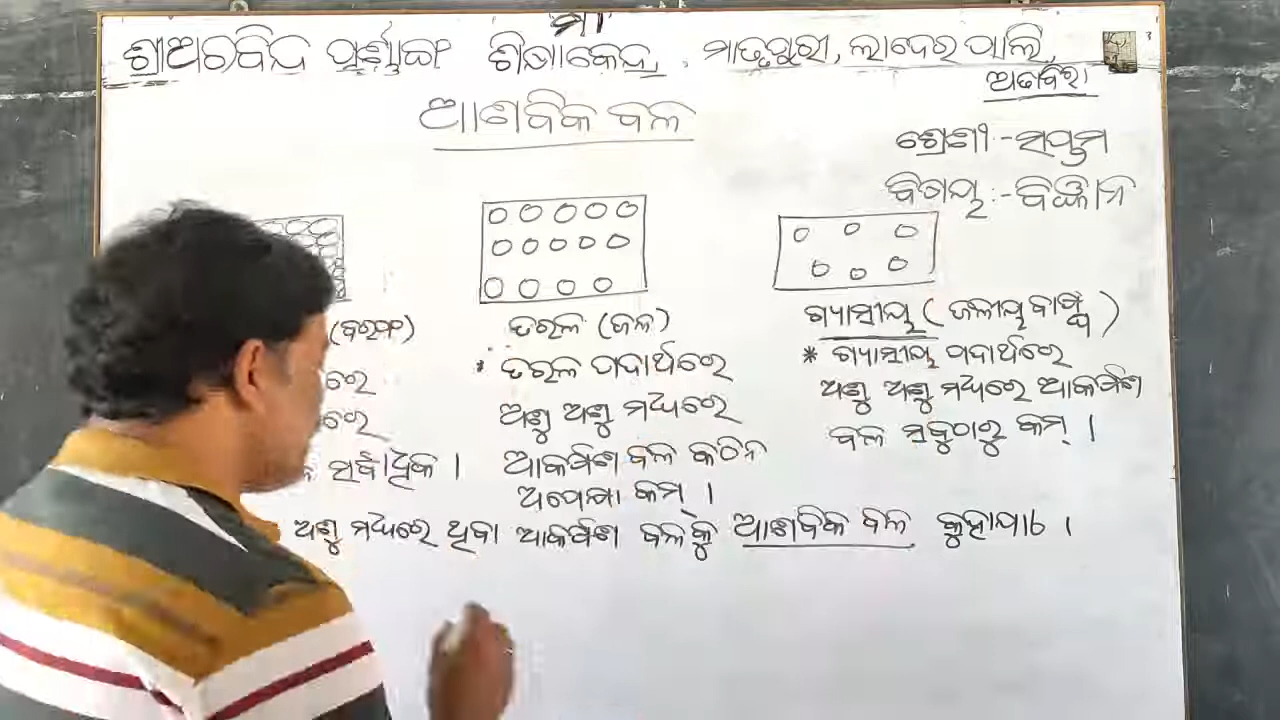 ମା
ଶ୍ରୀଅରବିନ୍ଦ ପୂର୍ଣ୍ଣାଙ୍ଗ ଶିକ୍ଷାକେନ୍ଦ୍ର, ମାତୃପୁରୀ, ଲାଦେରପାଲି,
ଅତାବିରା
ଆଣବିକ ବଳ
ଶ୍ରେଣୀ:-ସପ୍ତମ
ବିଷୟ:-ବିଜ୍ଞାନ
(ବରଫ)
ରେ
ରେ
ସର୍ବାଧିକ ।
ତରଳ (ଜଳ)
* ତରଳ ପଦାର୍ଥରେ
ଅଣୁ ଅଣୁ ମଧ୍ୟରେ
ଆକର୍ଷଣ ବଳ କଠିନ
ଅପେକ୍ଷା କମ୍ ।
ଗ୍ୟାସୀୟ (ଜଳୀୟ ବାଷ୍ପ)
* ଗ୍ୟାସୀୟ ପଦାର୍ଥରେ
ଅଣୁ ଅଣୁ ମଧ୍ୟରେ ଆକର୍ଷଣ
ବଳ ସବୁଠାରୁ କମ୍ ।
ଅଣୁ ମଧ୍ୟରେ ଥିବା ଆକର୍ଷଣ ବଳକୁ ଆଣବିକ ବଳ କୁହାଯାଏ ।